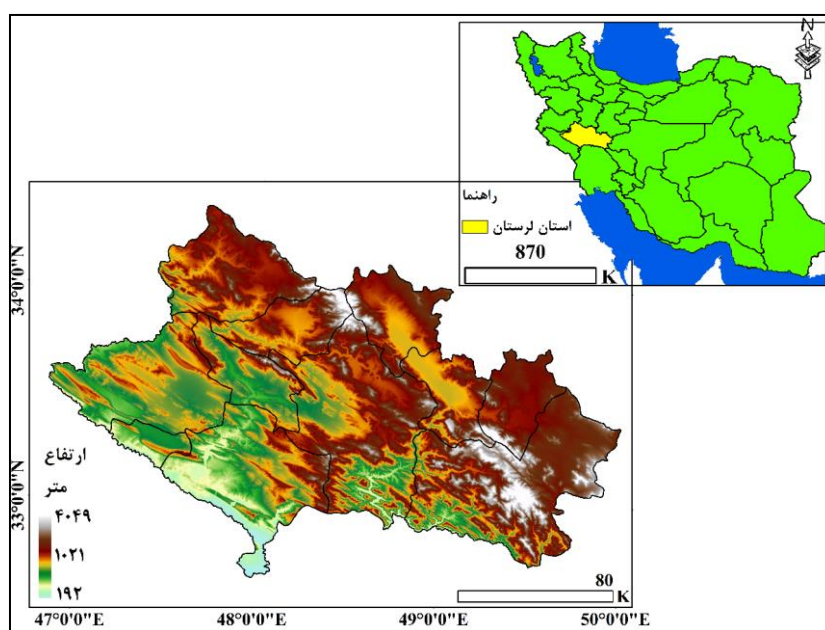 N
راهنما
استان لرستان
870
K
34°0'0"N
33°0'0"N
ارتفاع
متر
۴۰۴۹
۱۰۲۱
۱۹۲
80
K
47°0'0"E
48°0'0"E
49°0'0"E
50°0'0"E